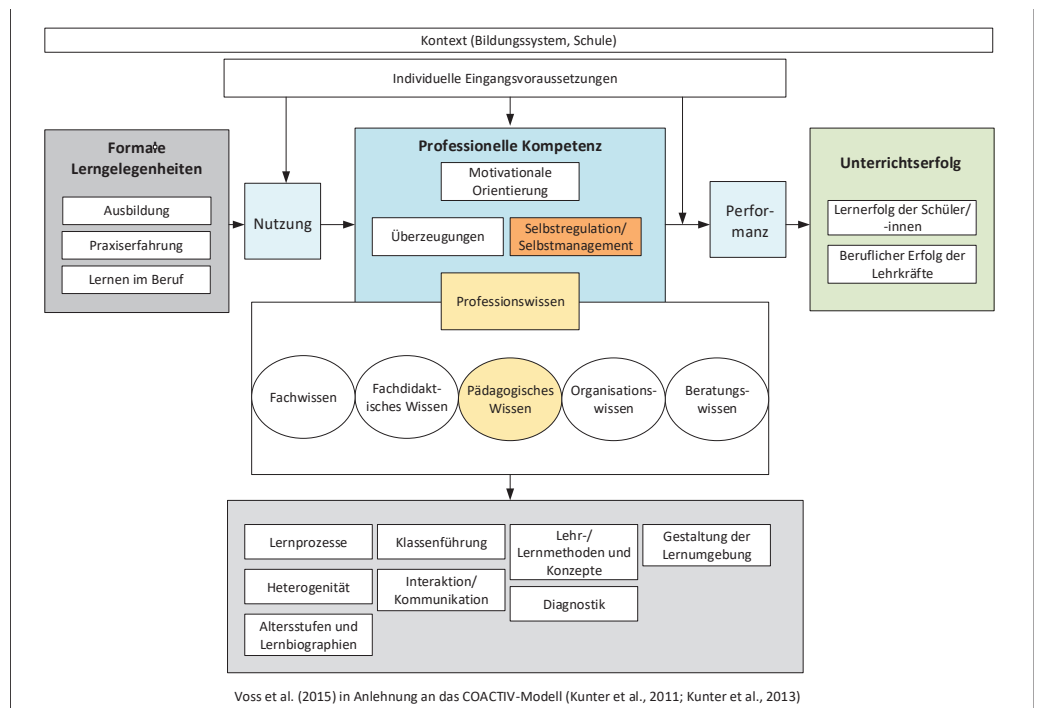 Kontext (Bildungssystem, Schule)
Individuelle Eingangsvoraussetzungen
Formale
Lerngelegenheiten
Ausbildung
Praxiserfahrung
Lernen im Beruf
Nutzung
Professionelle Kompetenz
Motivationale
Orientierung
Überzeugungen
Selbstregulation/
Selbstmanagement
Professionswissen
Perfor-
manz
Unterrichtserfolg
Lernerfolg der Schüler/
-innen
Beruflicher Erfolg der
Lehrkräfte
Fachwissen
Fachdidakt-
isches Wissen
Pädagogisches
Wissen
Organisations-
wissen
Beratungs-
wissen
Lernprozesse
Heterogenität
Altersstufen und
Lernbiographien
Klassenführung
Interaktion/
Kommunikation
Lehr-/
Lernmethoden und
Konzepte
Diagnostik
Gestaltung der
Lernumgebung
Voss et al. (2015) in Anlehnung an das COACTIV-Modell (Kunter et al., 2011; Kunter et al., 2013)